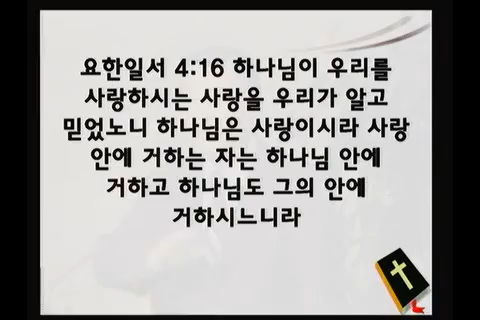 요한일서 4:16 하나님이 우리를
사랑하시는 사랑을 우리가 알고
믿었노니 하나님은 사랑이시라 사랑
안에 거하는 자는 하나님 안에
거하고 하나님도 그의 안에
거하시느니라